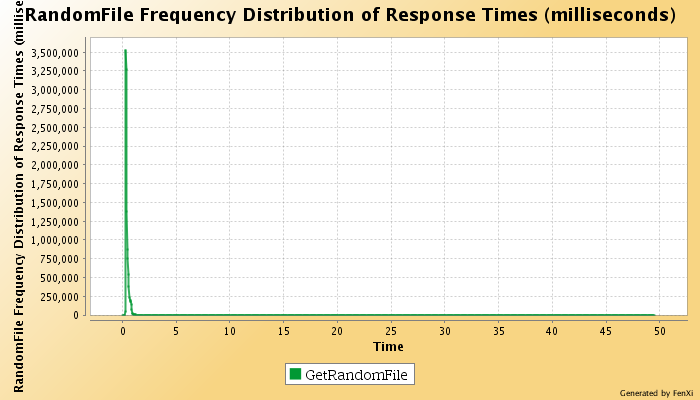 RandomFile Frequency Distribution of Response Times (milliseconds)
RandomFile Frequency Distribution of Response Times (millise
3,500,000
3,250,000
3,000,000
2,750,000
2,500,000
2,250,000
2,000,000
1,750,000
1,500,000
1,250,000
1,000,000
750,000
500,000
250,000
0
0 5 10 15 20 25 30 35 40 45 50
Time
GetRandomFile
Generated by FenXi